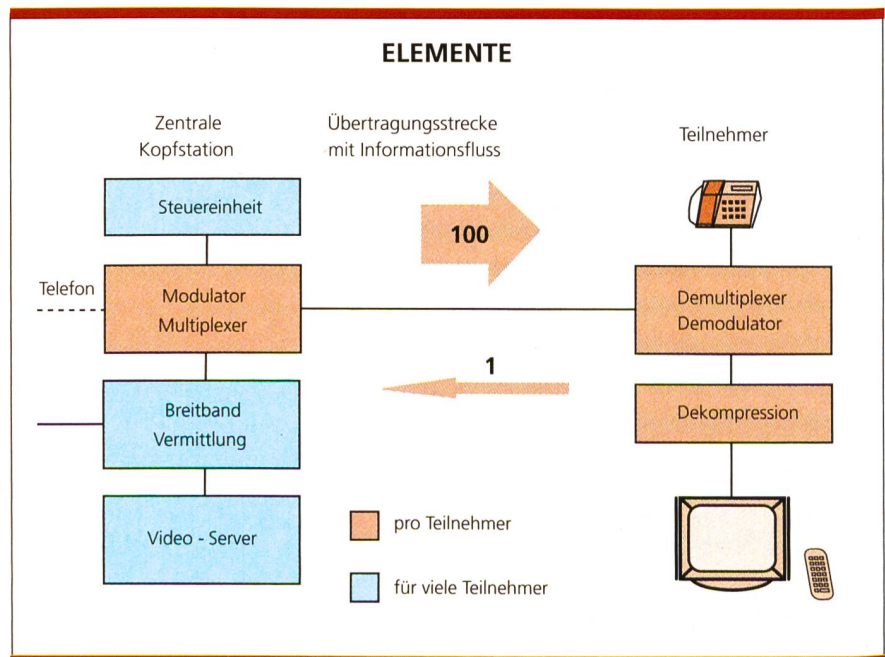 ELEMENTE
Zentrale
Kopfstation
Übertragungsstrecke
mit Informationsfluss
Teilnehmer
Steuereinheit
100
Telefon
Modulator
Multiplexer
Demultiplexer
Demodulator
1
Breitband
Vermittlung
Dekompression
Video - Server
pro Teilnehmer
für viele Teilnehmer